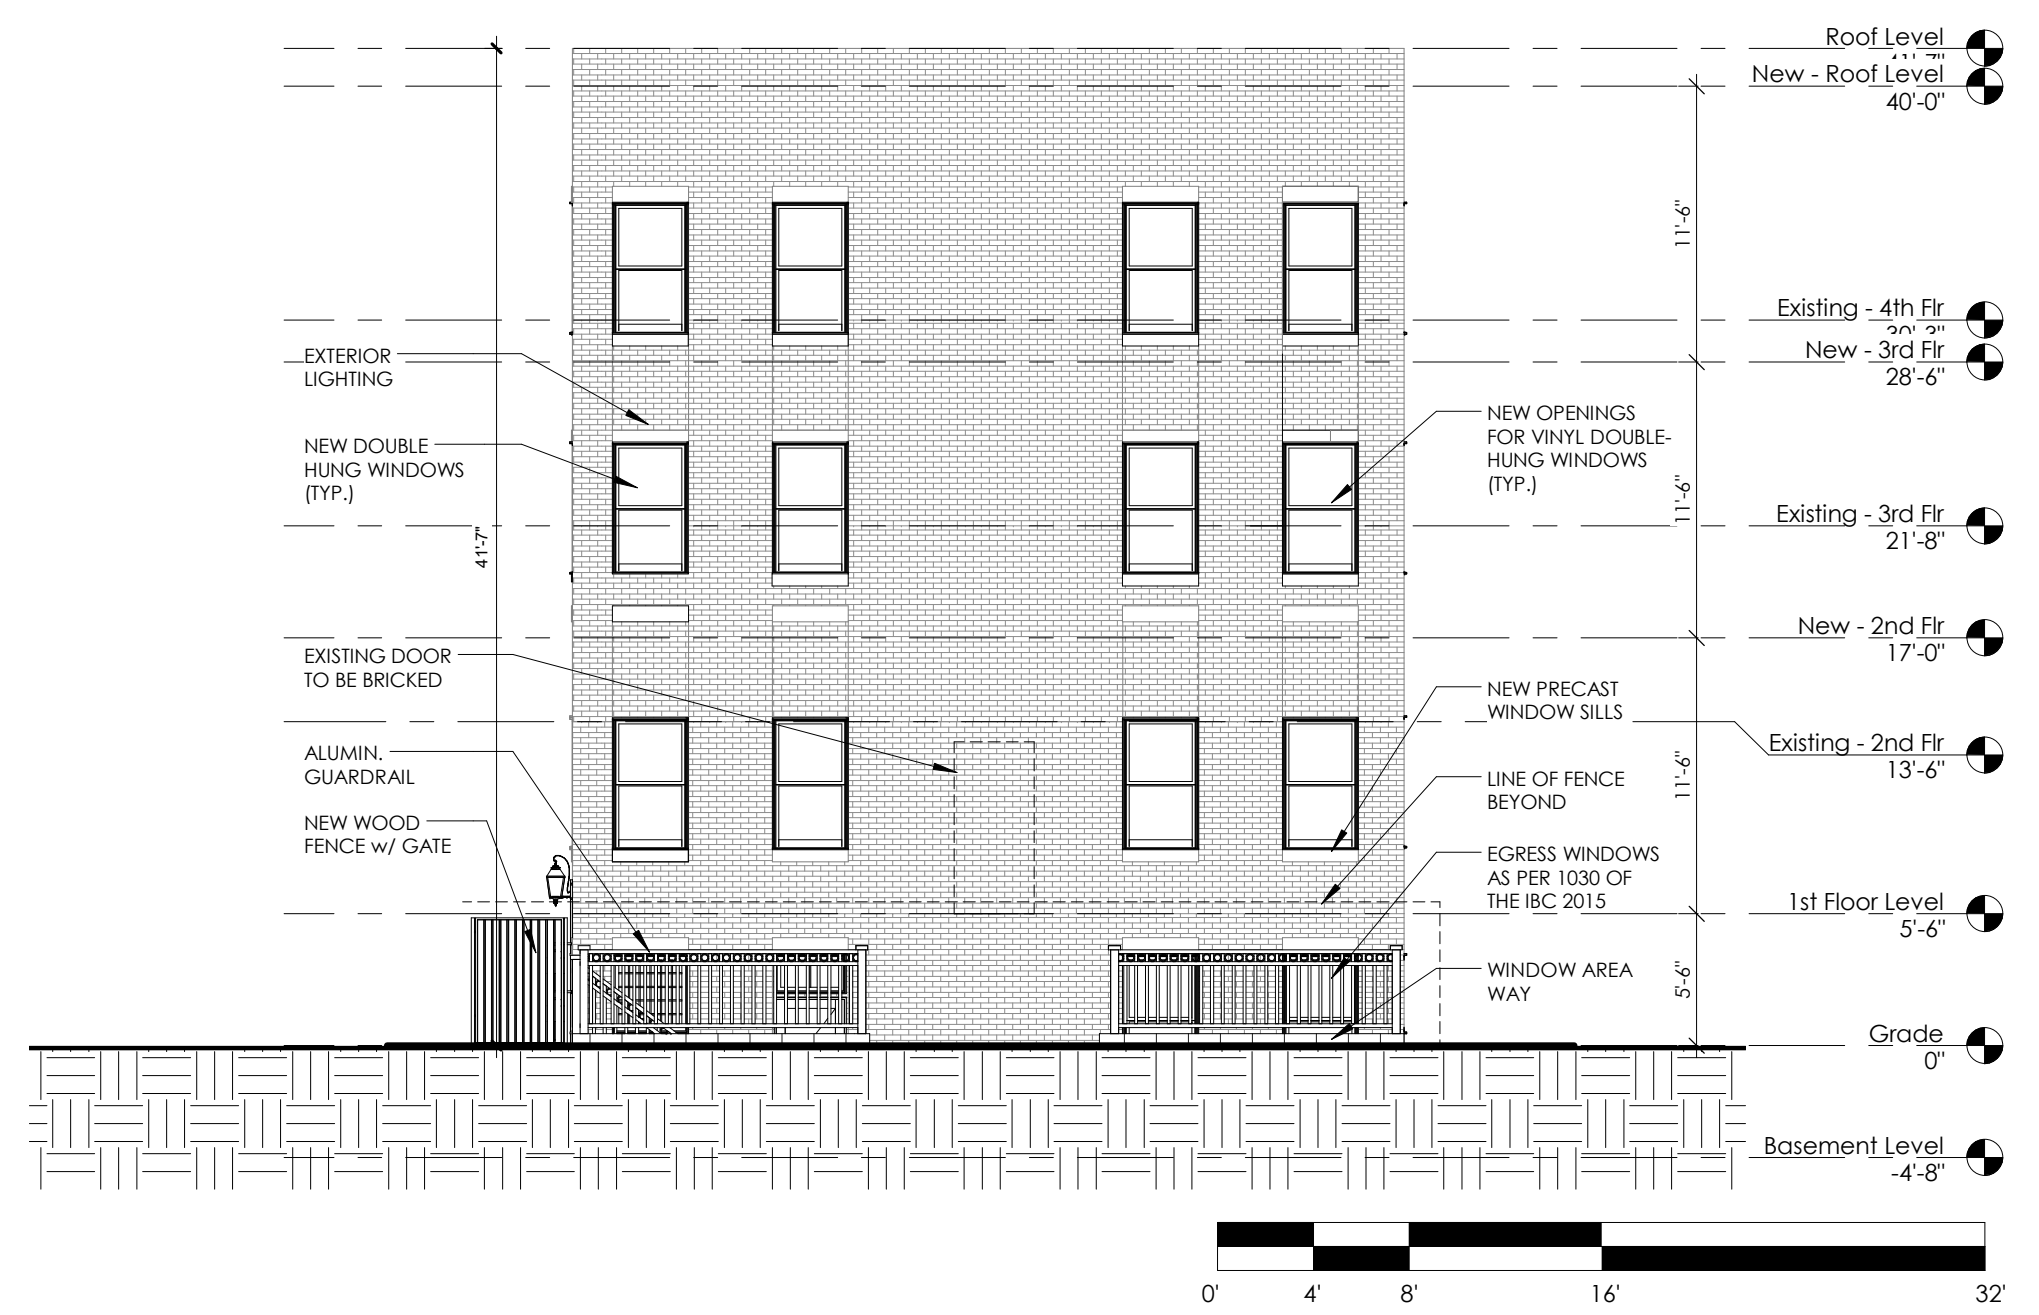 Roof Level
41'-7"
New - Roof Level
40'-0"
11'-6"
Existing - 4th Flr
30'-3"
New - 3rd Flr
28'-6"
EXTERIOR
LIGHTING
NEW DOUBLE
HUNG WINDOWS
(TYP.)
NEW OPENINGS
FOR VINYL DOUBLE-
HUNG WINDOWS
(TYP.)
11'-6"
Existing - 3rd Flr
21'-8"
41'-7"
New - 2nd Flr
17'-0"
EXISTING DOOR
TO BE BRICKED
NEW PRECAST
WINDOW SILLS
Existing - 2nd Flr
13'-6"
11'-6"
ALUMIN.
GUARDRAIL
LINE OF FENCE
BEYOND
NEW WOOD
FENCE w/ GATE
EGRESS WINDOWS
AS PER 1030 OF
THE IBC 2015
1st Floor Level
5'-6"
WINDOW AREA
WAY
5'-6"
Grade
0"
Basement Level
-4'-8"
0' 4' 8' 16' 32'